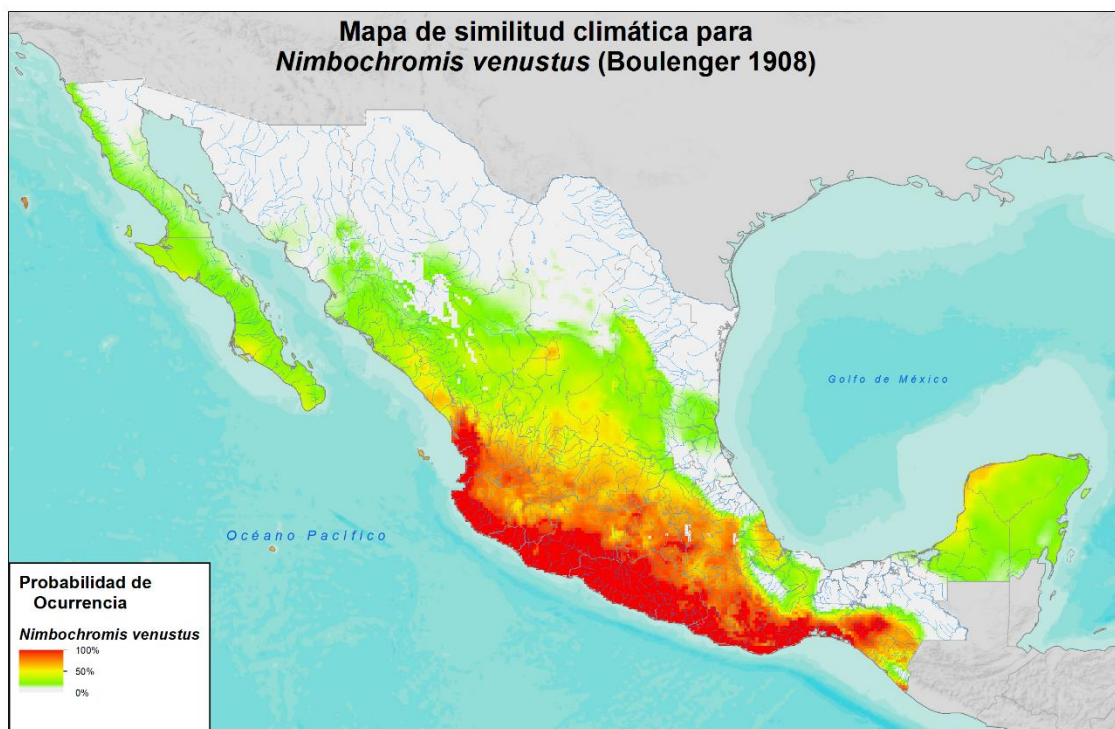 Mapa de similitud climática para
Nimbochromis venustus (Boulenger 1908)
Golfo de México
Océano Pacífico
Probabilidad de
Ocurrencia
Nimbochromis venustus
100%
50%
0%